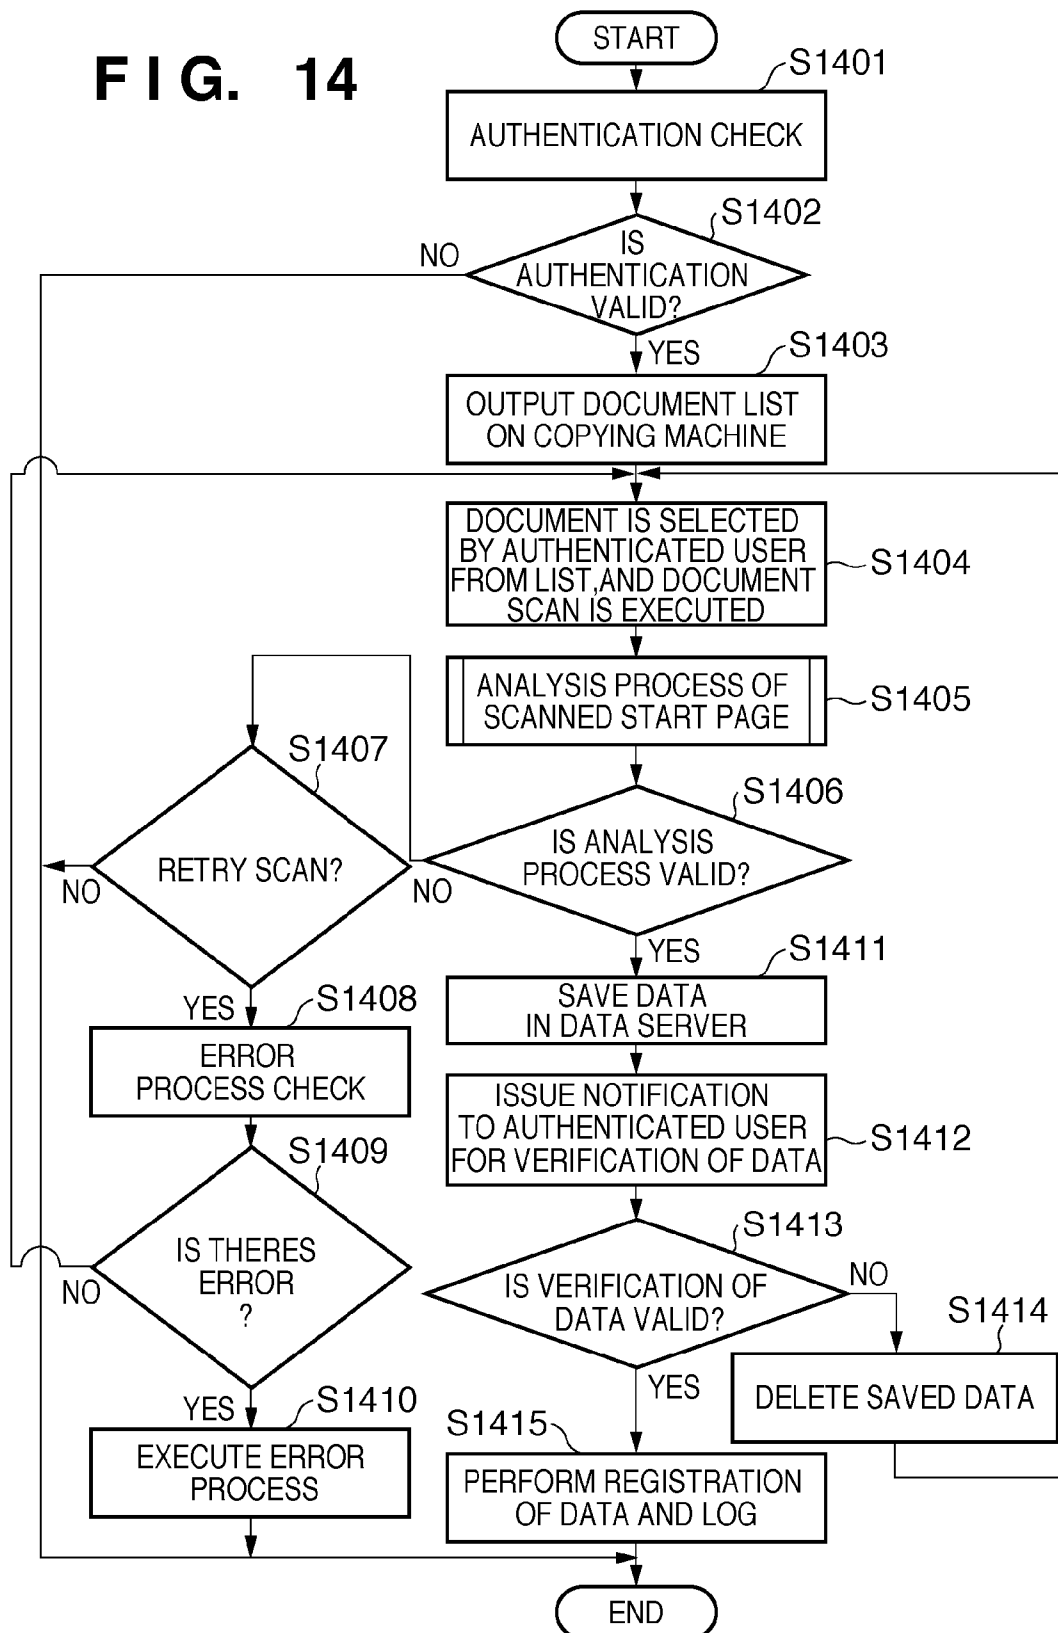 FIG. 14
START
S1401
AUTHENTICATION CHECK
S1402
IS
AUTHENTICATION
VALID?
NO
YES
S1403
OUTPUT DOCUMENT LIST
ON COPYING MACHINE
DOCUMENT IS SELECTED
BY AUTHENTICATED USER
FROM LIST,AND DOCUMENT
SCAN IS EXECUTED
S1404
ANALYSIS PROCESS OF
SCANNED START PAGE
S1405
S1406
IS ANALYSIS
PROCESS VALID?
NO
YES
S1407
RETRY SCAN?
NO
YES
S1408
ERROR
PROCESS CHECK
S1409
IS THERES
ERROR
?
NO
YES
S1410
EXECUTE ERROR
PROCESS
S1411
SAVE DATA
IN DATA SERVER
ISSUE NOTIFICATION
TO AUTHENTICATED USER
FOR VERIFICATION OF DATA
S1412
S1413
IS VERIFICATION OF
DATA VALID?
NO
YES
S1414
DELETE SAVED DATA
S1415
PERFORM REGISTRATION
OF DATA AND LOG
END